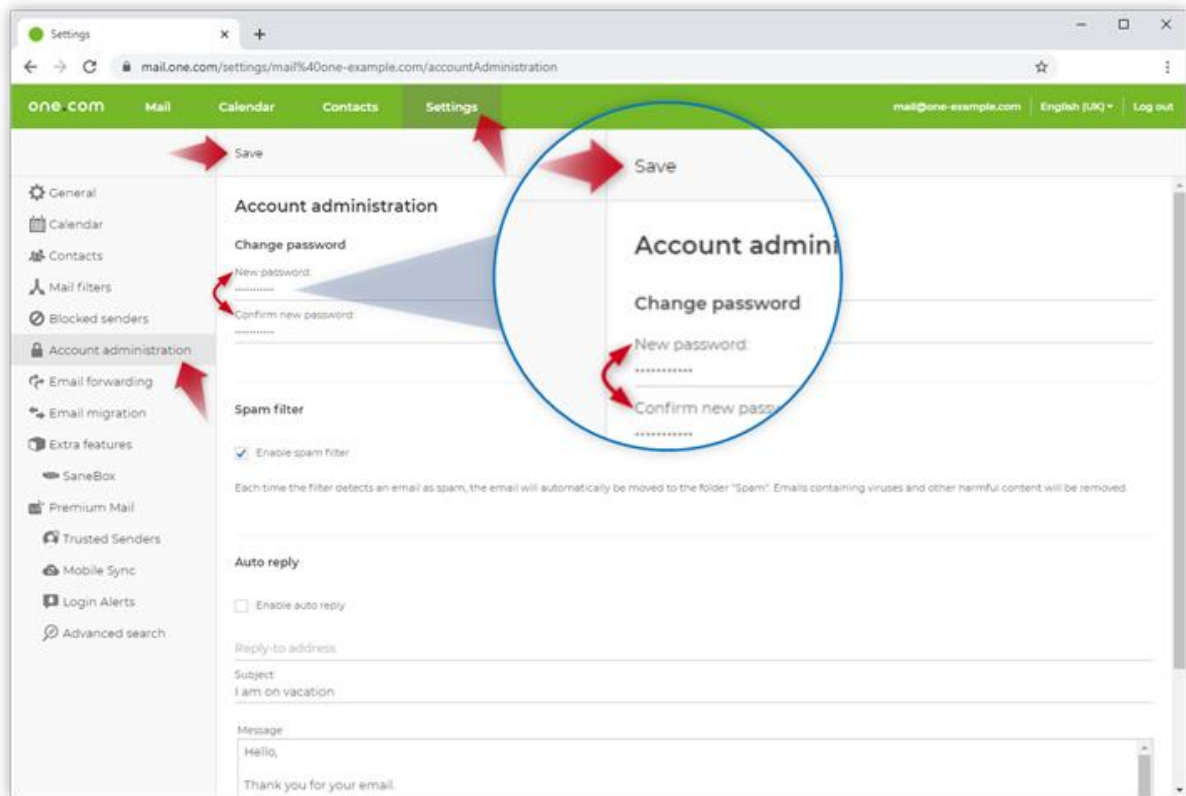 Settings
mail.one.com/settings/mail%40one-example.com/accountAdministration
one.com Mail Calendar Contacts Settings mail@one-example.com English (UK) Log out
Save
General
Calendar
Contacts
Mail filters
Blocked senders
Account administration
Email forwarding
Email migration
Extra features
SaneBox
Premium Mail
Trusted Senders
Mobile Sync
Login Alerts
Advanced search
Account administration
Change password
New password:
Confirm new password:
Spam filter
Enable spam filter
Each time the filter detects an email as spam, the email will automatically be moved to the folder "Spam". Emails containing viruses and other harmful content will be removed.
Auto reply
Enable auto reply
Reply-to address
Subject:
I am on vacation
Message
Hello,
Thank you for your email.
Save
Account admini
Change password
New password:
Confirm new passw